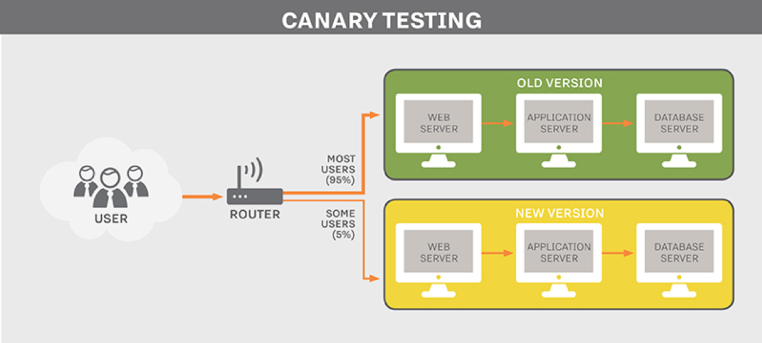 CANARY TESTING
OLD VERSION
WEB
SERVER
APPLICATION
SERVER
DATABASE
SERVER
MOST
USERS
(95%)
USER
ROUTER
SOME
USERS
(5%)
NEW VERSION
WEB
SERVER
APPLICATION
SERVER
DATABASE
SERVER